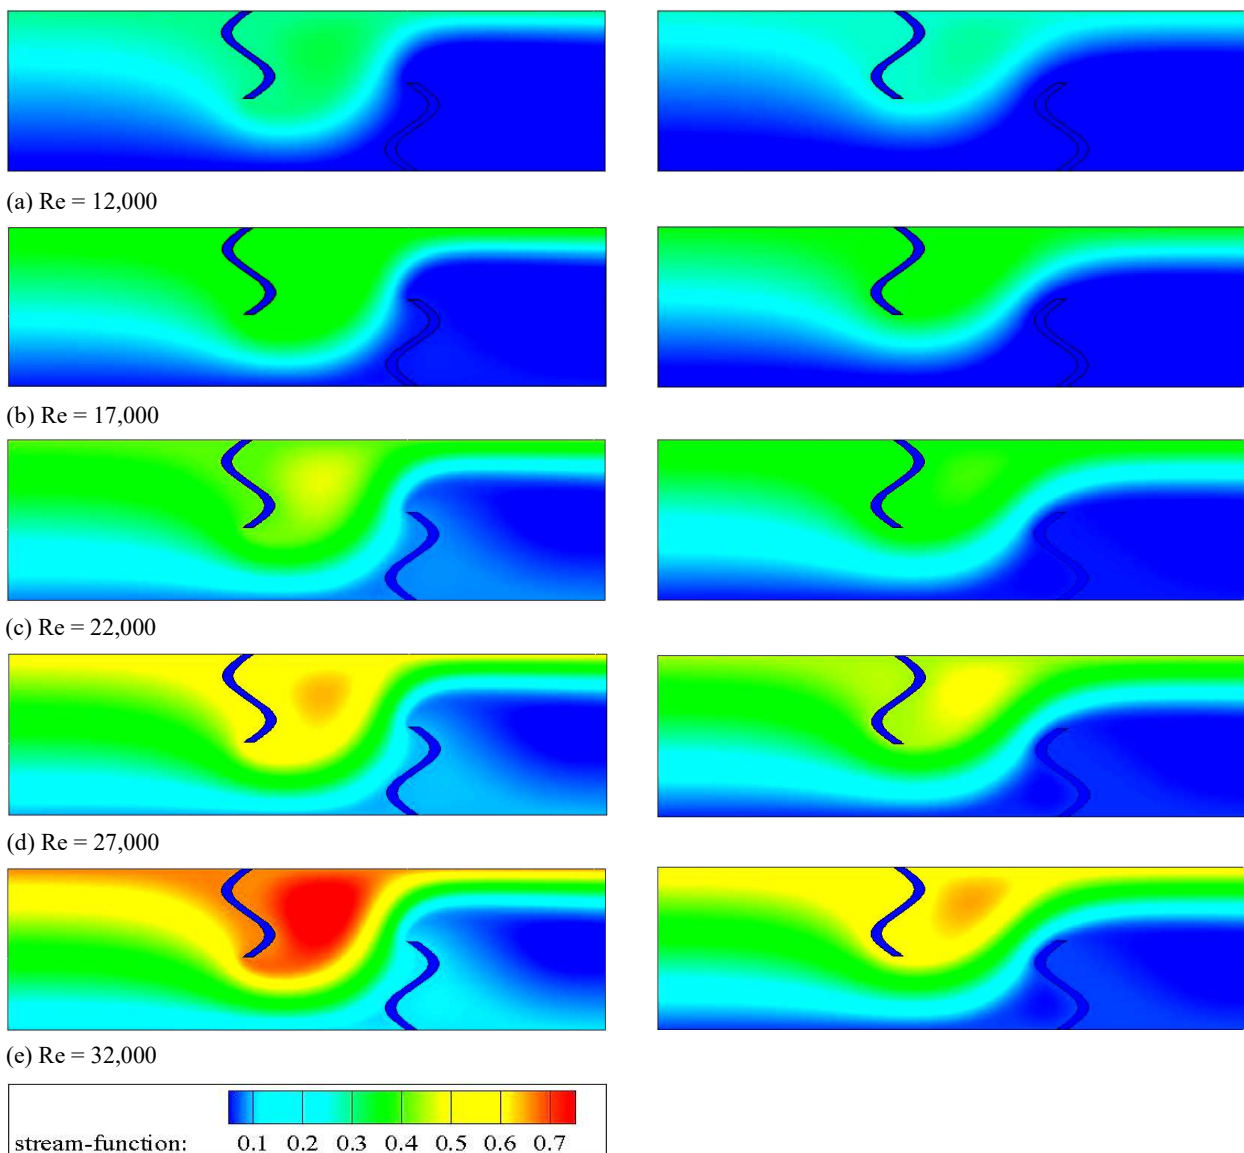 (a) Re = 12,000
(b) Re = 17,000
(c) Re = 22,000
(d) Re = 27,000
(e) Re = 32,000
stream-function: 0.1 0.2 0.3 0.4 0.5 0.6 0.7